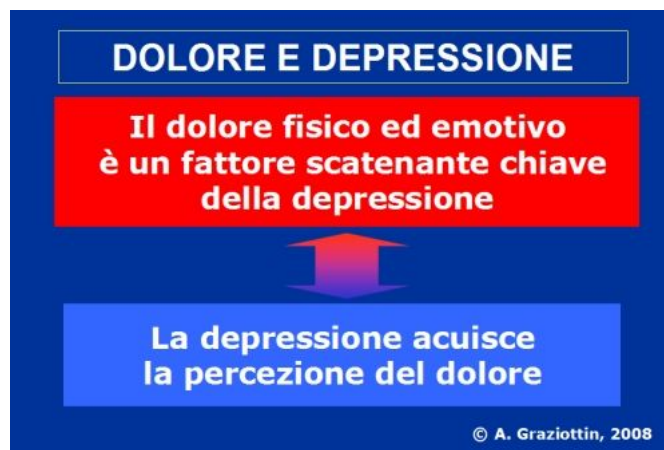 DOLORE E DEPRESSIONE
Il dolore fisico ed emotivo
è un fattore scatenante chiave
della depressione
La depressione acuisce
la percezione del dolore
© A. Graziottin, 2008